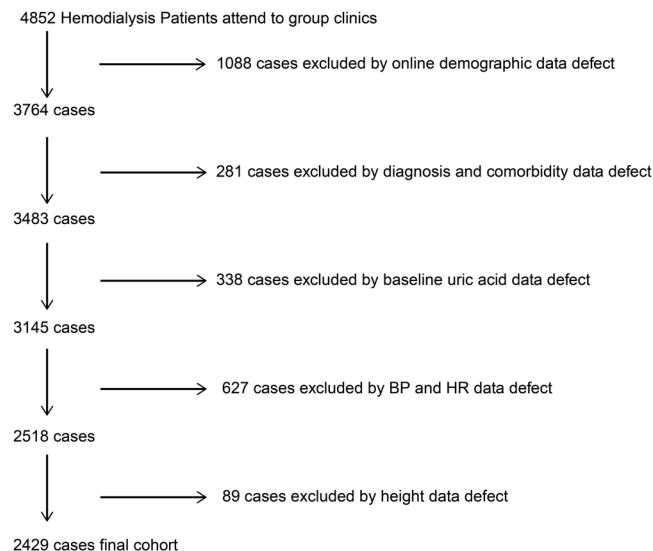 4852 Hemodialysis Patients attend to group clinics
1088 cases excluded by online demographic data defect
3764 cases
281 cases excluded by diagnosis and comorbidity data defect
3483 cases
338 cases excluded by baseline uric acid data defect
3145 cases
627 cases excluded by BP and HR data defect
2518 cases
89 cases excluded by height data defect
2429 cases final cohort